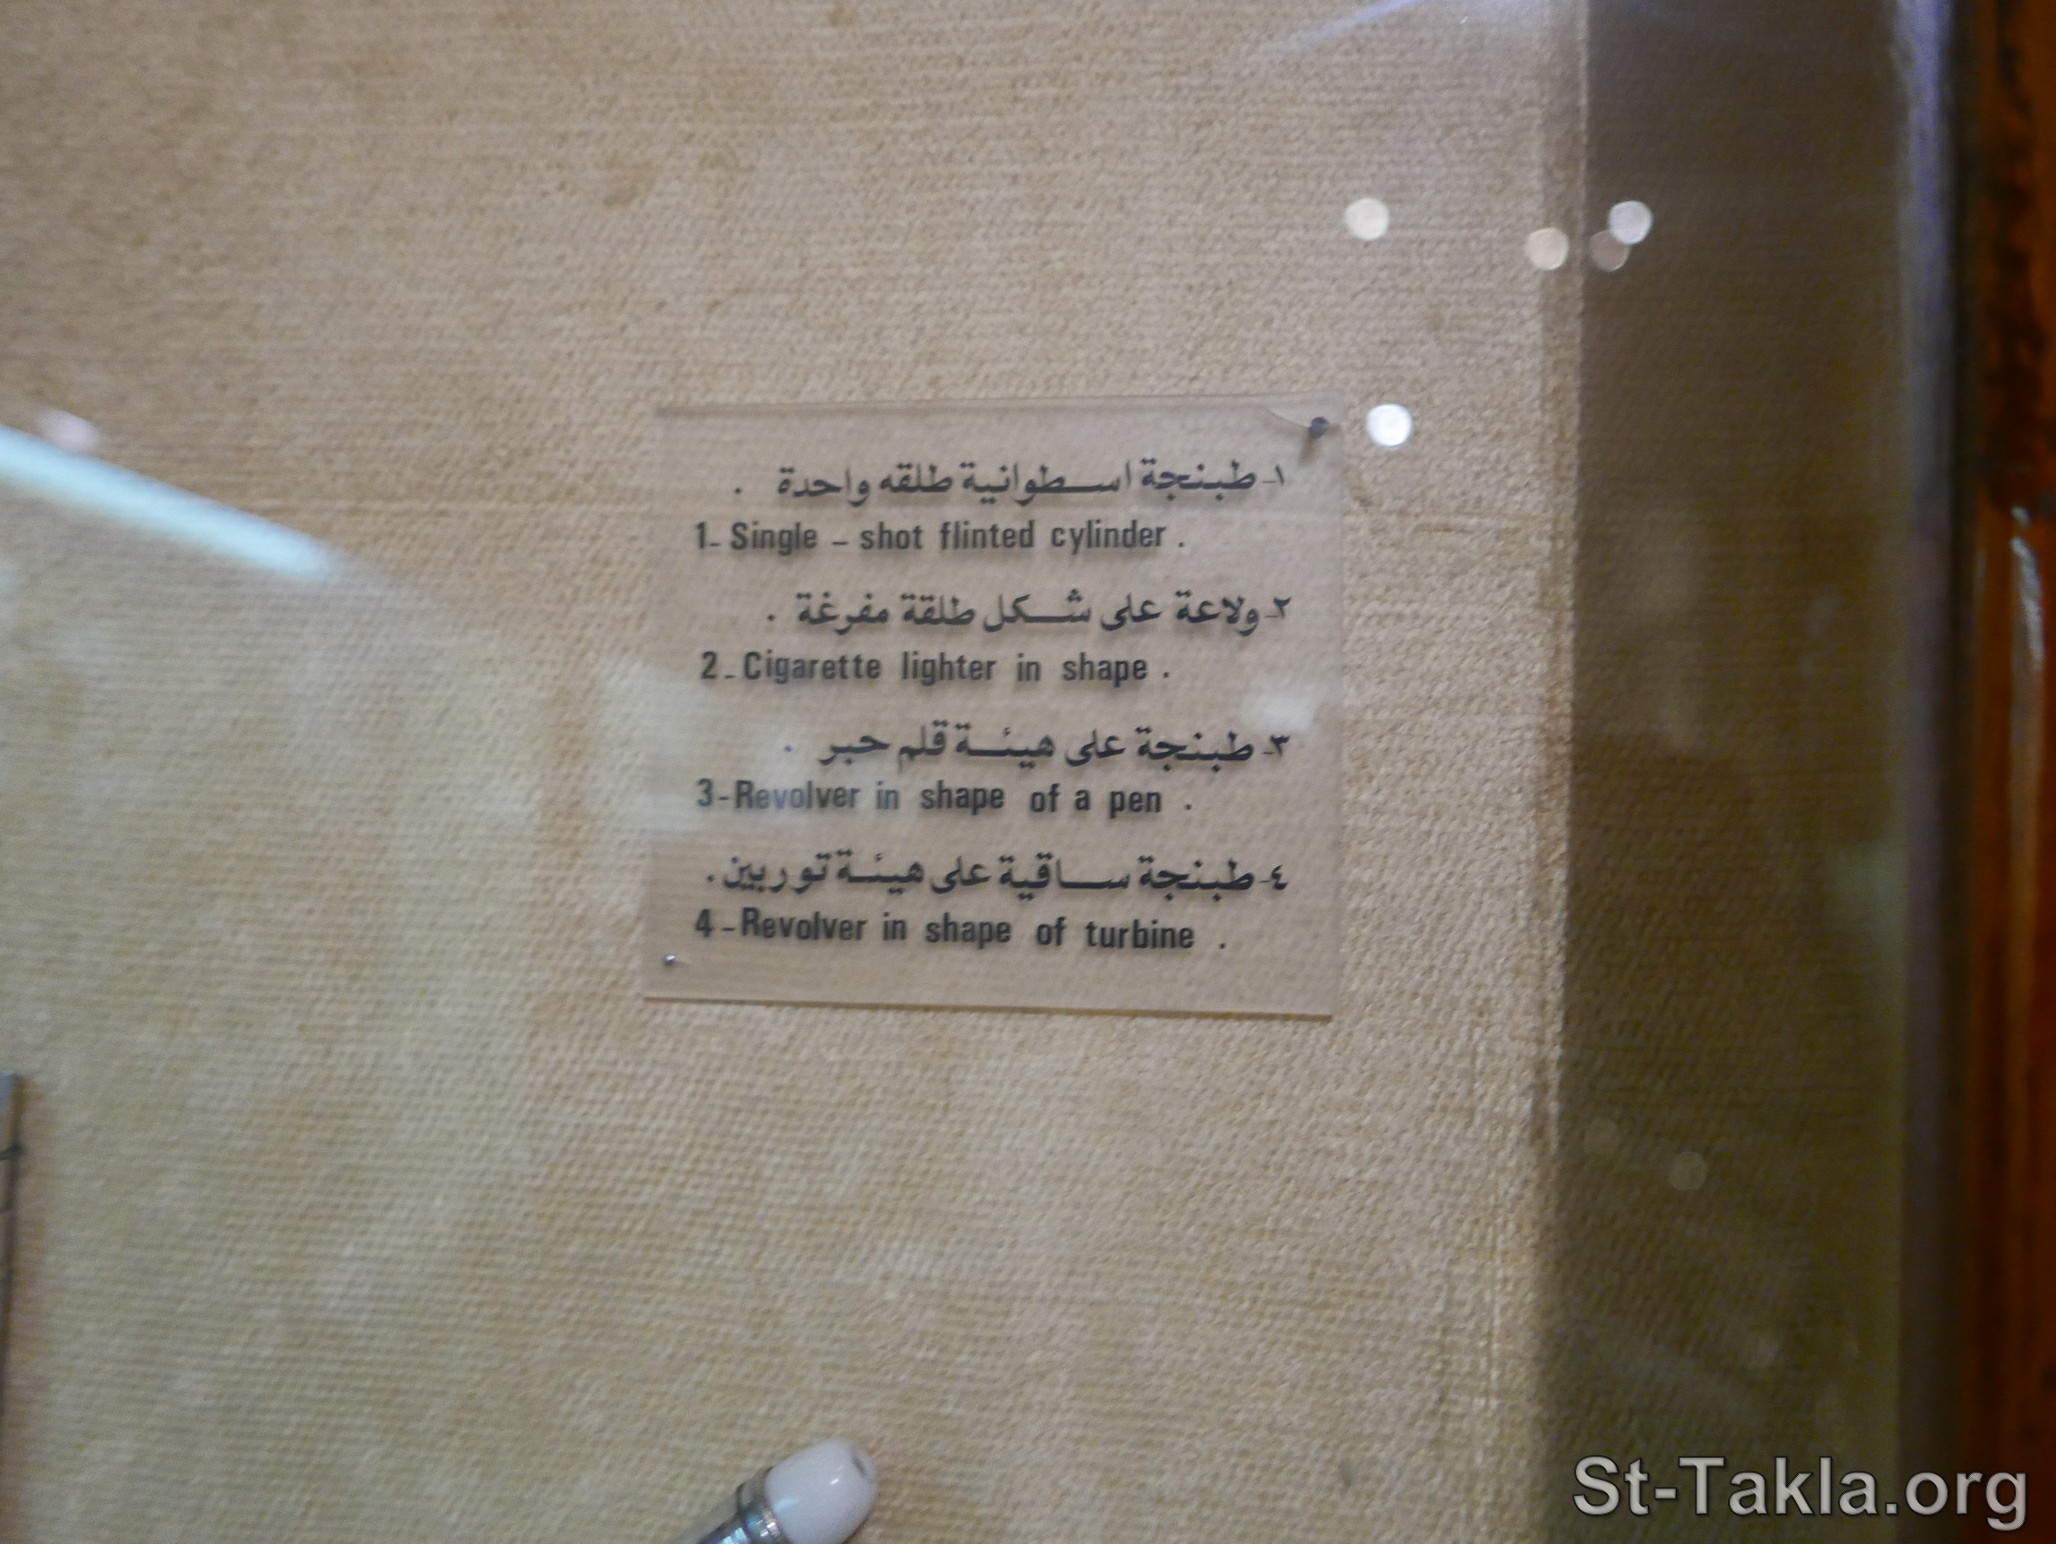 ١- طبنجة اسطوانية طلقه واحدة .
1- Single - shot flinted cylinder .
٢- ولاعة على شكل طلقة مفرغة .
2- Cigarette lighter in shape .
٣- طبنجة على هيئة قلم حبر .
3- Revolver in shape of a pen .
٤- طبنجة ساقية على هيئة توربين .
4- Revolver in shape of turbine .
St-Takla.org